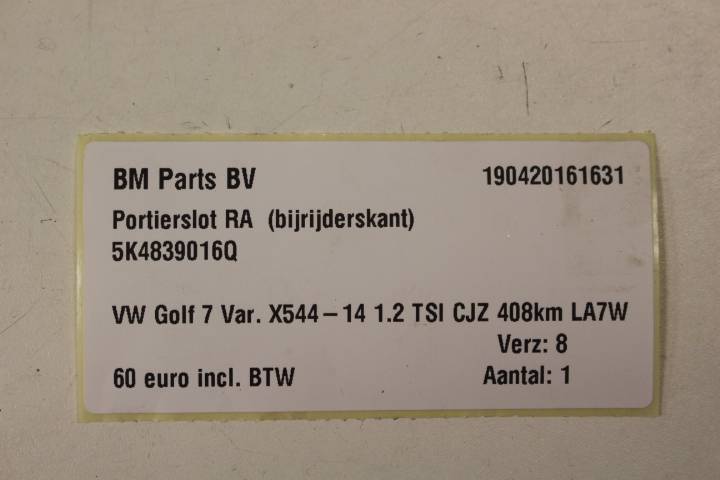 BM Parts BV 190420161631
Portierslot RA (bijrijderskant)
5K4839016Q
VW Golf 7 Var. X544-14 1.2 TSI CJZ 408km LA7W
Verz: 8
60 euro incl. BTW Aantal: 1